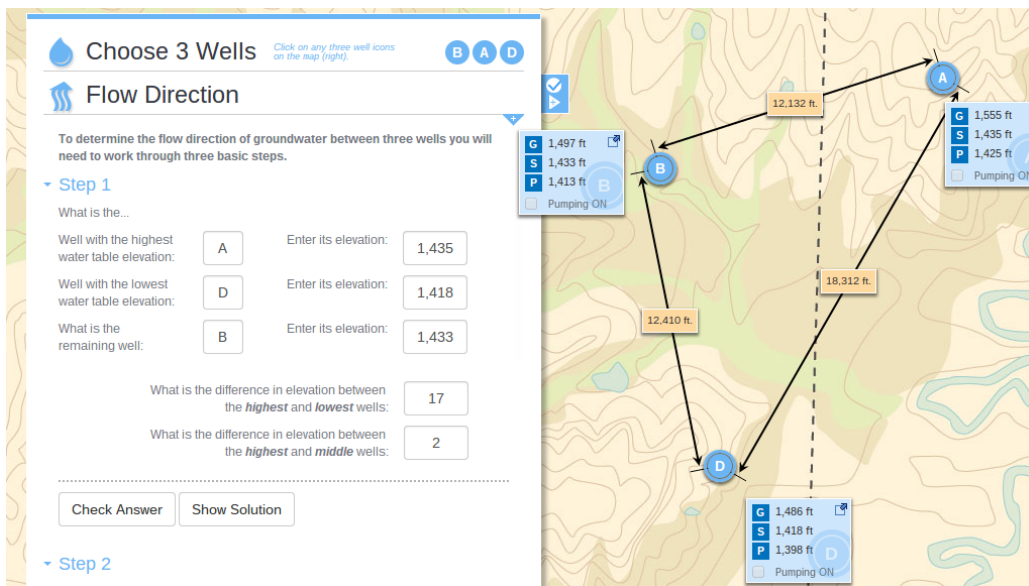 Choose 3 Wells
Click on any three well icons
on the map (right).
B A D
Flow Direction
To determine the flow direction of groundwater between three wells you will
need to work through three basic steps.
Step 1
What is the...
Well with the highest
water table elevation:
A
Enter its elevation:
1,435
Well with the lowest
water table elevation:
D
Enter its elevation:
1,418
What is the
remaining well:
B
Enter its elevation:
1,433
What is the difference in elevation between
the highest and lowest wells:
17
What is the difference in elevation between
the highest and middle wells:
2
Check Answer
Show Solution
Step 2
A
12,132 ft.
G 1,555 ft
S 1,435 ft
P 1,425 ft
Pumping ON
G 1,497 ft
S 1,433 ft
P 1,413 ft
B
Pumping ON
B
18,312 ft.
12,410 ft.
D
G 1,486 ft
S 1,418 ft
P 1,398 ft
D
Pumping ON